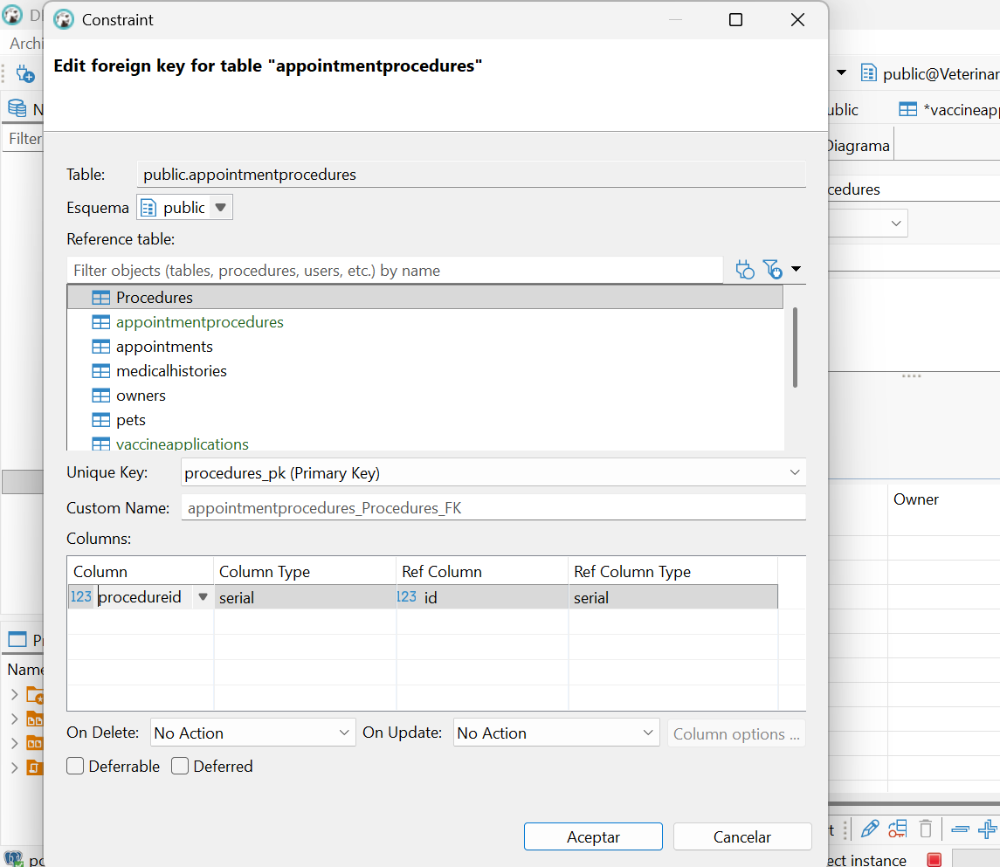 Constraint
Archi
Edit foreign key for table "appointmentprocedures"
public@Veterinar
ublic
*vaccineapp
Filter
Diagrama
Table:
public.appointmentprocedures
cedures
Esquema
public
Reference table:
Filter objects (tables, procedures, users, etc.) by name
Procedures
appointmentprocedures
appointments
medicalhistories
owners
pets
vaccineapplications
Unique Key:
procedures_pk (Primary Key)
Custom Name:
appointmentprocedures_Procedures_FK
Owner
Columns:
Column Column Type Ref Column Ref Column Type
123 procedureid serial 123 id serial
Name
On Delete: No Action On Update: No Action Column options ...
Deferrable Deferred
Aceptar Cancelar
ect instance